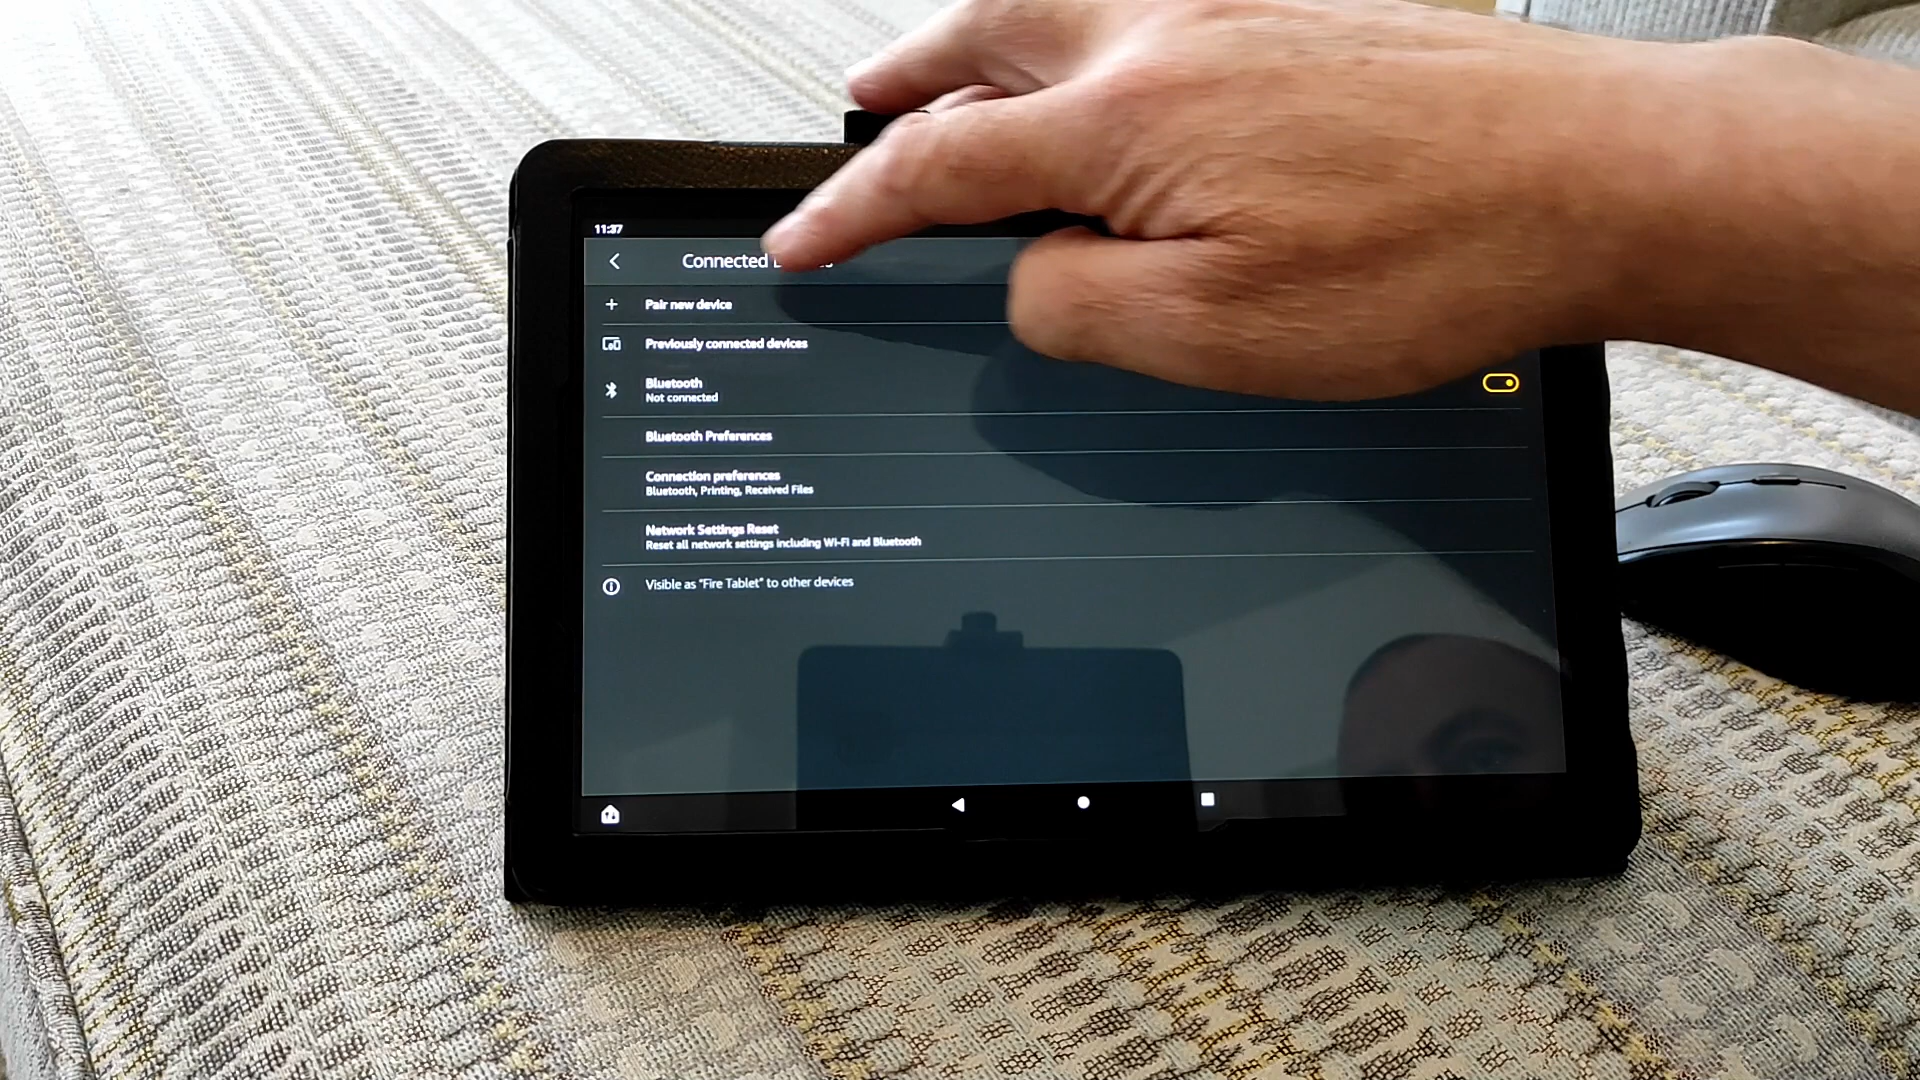 11:37
Connected
Pair new device
Previously connected devices
Bluetooth
Not connected
Bluetooth Preferences
Connection preferences
Bluetooth, Printing, Received Files
Network Settings Reset
Reset all network settings including Wi-Fi and Bluetooth
Visible as "Fire Tablet" to other devices